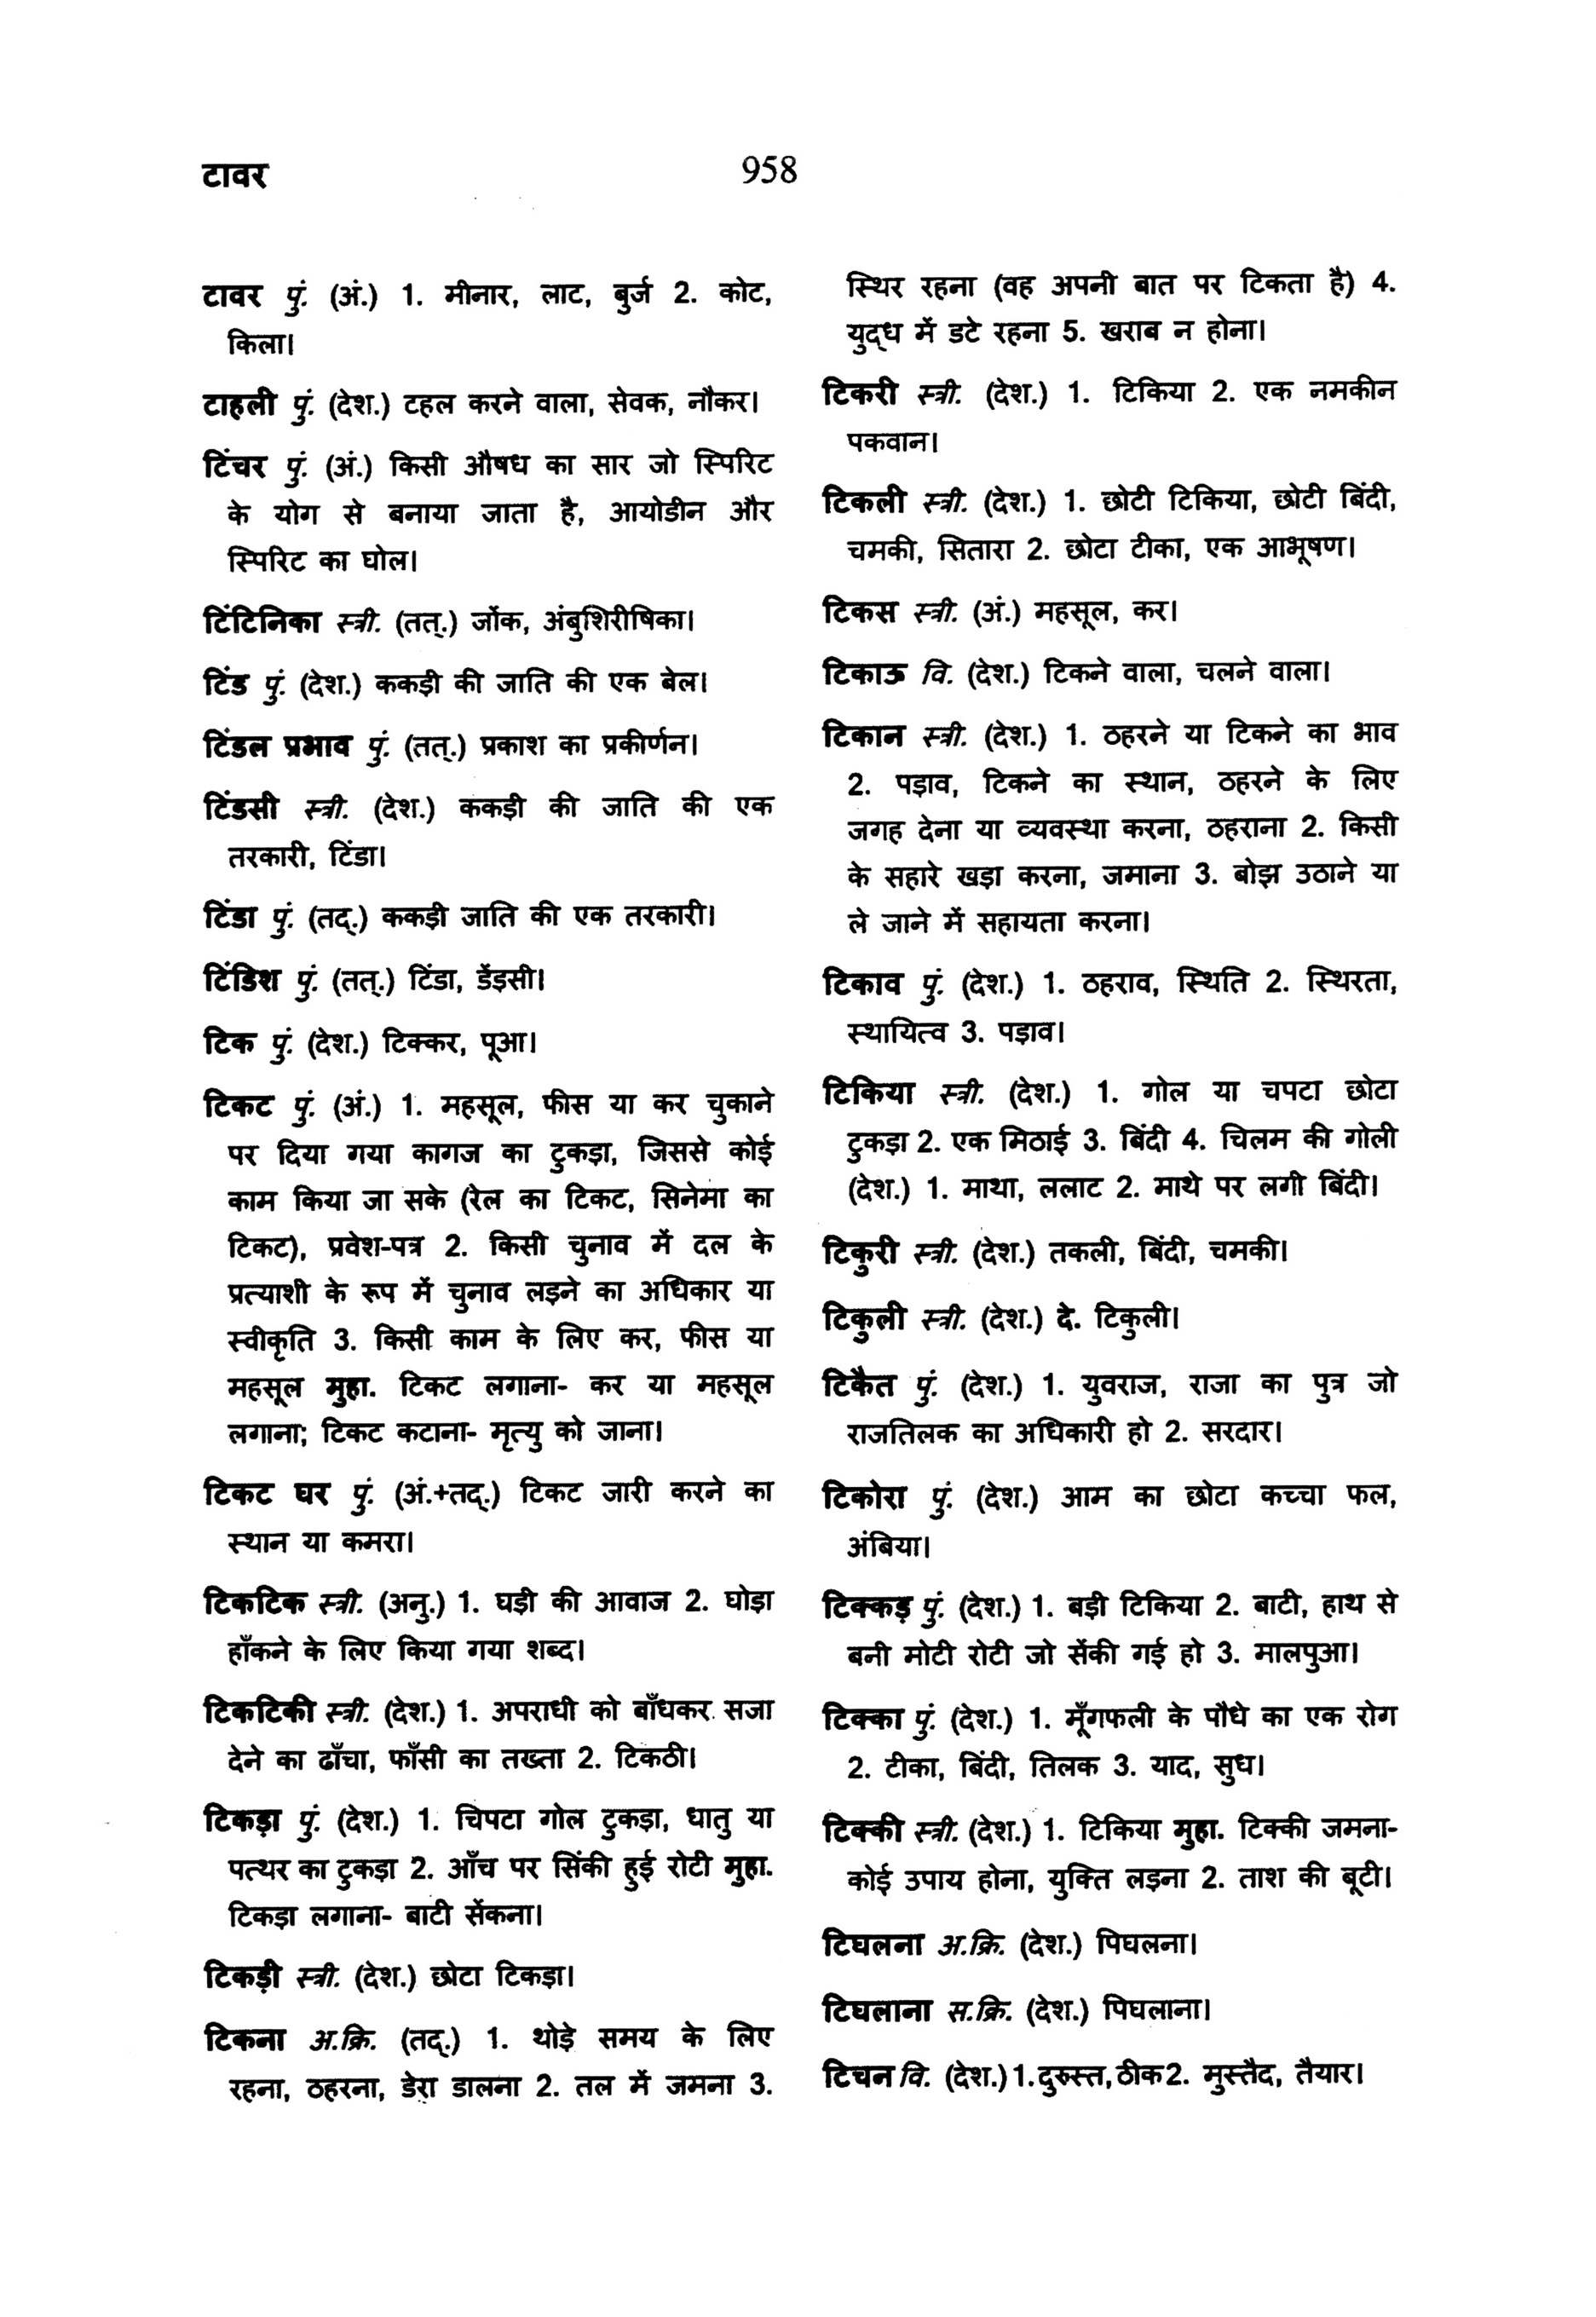 टावर
958
टावर पुं. (अं.) 1. मीनार, लाट, बुर्ज 2. कोट,
किला।
टाहली पुं. (देश.) टहल करने वाला, सेवक, नौकर।
टिंचर पुं. (अं.) किसी औषध का सार जो स्पिरिट
के योग से बनाया जाता है, आयोडीन और
स्पिरिट का घोल।
टिंटिनिका स्त्री. (तत्.) जोंक, अंबुशिरीषिका।
टिंड पुं. (देश.) ककड़ी की जाति की एक बेल।
टिंडल प्रभाव पुं. (तत्.) प्रकाश का प्रकीर्णन।
टिंडसी स्त्री. (देश.) ककड़ी की जाति की एक
तरकारी, टिंडा।
टिंडा पुं. (तद्.) ककड़ी जाति की एक तरकारी।
टिंडिश पुं. (तत्.) टिंडा, डेंड़सी।
टिक पुं. (देश.) टिक्कर, पूआ।
टिकट पुं. (अं.) 1. महसूल, फीस या कर चुकाने
पर दिया गया कागज का टुकड़ा, जिससे कोई
काम किया जा सके (रेल का टिकट, सिनेमा का
टिकट), प्रवेश-पत्र 2. किसी चुनाव में दल के
प्रत्याशी के रूप में चुनाव लड़ने का अधिकार या
स्वीकृति 3. किसी काम के लिए कर, फीस या
महसूल मुहा. टिकट लगाना- कर या महसूल
लगाना; टिकट कटाना- मृत्यु को जाना।
टिकट घर पुं. (अं.+तद्.) टिकट जारी करने का
स्थान या कमरा।
टिकटिक स्त्री. (अनु.) 1. घड़ी की आवाज 2. घोड़ा
हाँकने के लिए किया गया शब्द।
टिकटिकी स्त्री. (देश.) 1. अपराधी को बाँधकर सजा
देने का ढाँचा, फाँसी का तख्ता 2. टिकठी।
टिकड़ा पुं. (देश.) 1. चिपटा गोल टुकड़ा, धातु या
पत्थर का टुकड़ा 2. आँच पर सिंकी हुई रोटी मुहा.
टिकड़ा लगाना- बाटी सेंकना।
टिकड़ी स्त्री. (देश.) छोटा टिकड़ा।
टिकना अ.क्रि. (तद्.) 1. थोड़े समय के लिए
रहना, ठहरना, डेरा डालना 2. तल में जमना 3.
स्थिर रहना (वह अपनी बात पर टिकता है) 4.
युद्ध में डटे रहना 5. खराब न होना।
टिकरी स्त्री. (देश.) 1. टिकिया 2. एक नमकीन
पकवान।
टिकली स्त्री. (देश.) 1. छोटी टिकिया, छोटी बिंदी,
चमकी, सितारा 2. छोटा टीका, एक आभूषण।
टिकस स्त्री. (अं.) महसूल, कर।
टिकाऊ वि. (देश.) टिकने वाला, चलने वाला।
टिकान स्त्री. (देश.) 1. ठहरने या टिकने का भाव
2. पड़ाव, टिकने का स्थान, ठहरने के लिए
जगह देना या व्यवस्था करना, ठहराना 2. किसी
के सहारे खड़ा करना, जमाना 3. बोझ उठाने या
ले जाने में सहायता करना।
टिकाव पुं. (देश.) 1. ठहराव, स्थिति 2. स्थिरता,
स्थायित्व 3. पड़ाव।
टिकिया स्त्री. (देश.) 1. गोल या चपटा छोटा
टुकड़ा 2. एक मिठाई 3. बिंदी 4. चिलम की गोली
(देश.) 1. माथा, ललाट 2. माथे पर लगी बिंदी।
टिकुरी स्त्री. (देश.) तकली, बिंदी, चमकी।
टिकुली स्त्री. (देश.) दे. टिकुली।
टिकैत पुं. (देश.) 1. युवराज, राजा का पुत्र जो
राजतिलक का अधिकारी हो 2. सरदार।
टिकोरा पुं. (देश.) आम का छोटा कच्चा फल,
अंबिया।
टिक्कड़ पुं. (देश.) 1. बड़ी टिकिया 2. बाटी, हाथ से
बनी मोटी रोटी जो सेंकी गई हो 3. मालपुआ।
टिक्का पुं. (देश.) 1. मूँगफली के पौधे का एक रोग
2. टीका, बिंदी, तिलक 3. याद, सुध।
टिक्की स्त्री. (देश.) 1. टिकिया मुहा. टिक्की जमना-
कोई उपाय होना, युक्ति लड़ना 2. ताश की बूटी।
टिघलना अ.क्रि. (देश.) पिघलना।
टिघलाना स.क्रि. (देश.) पिघलाना।
टिचन वि. (देश.) 1. दुरुस्त, ठीक 2. मुस्तैद, तैयार।